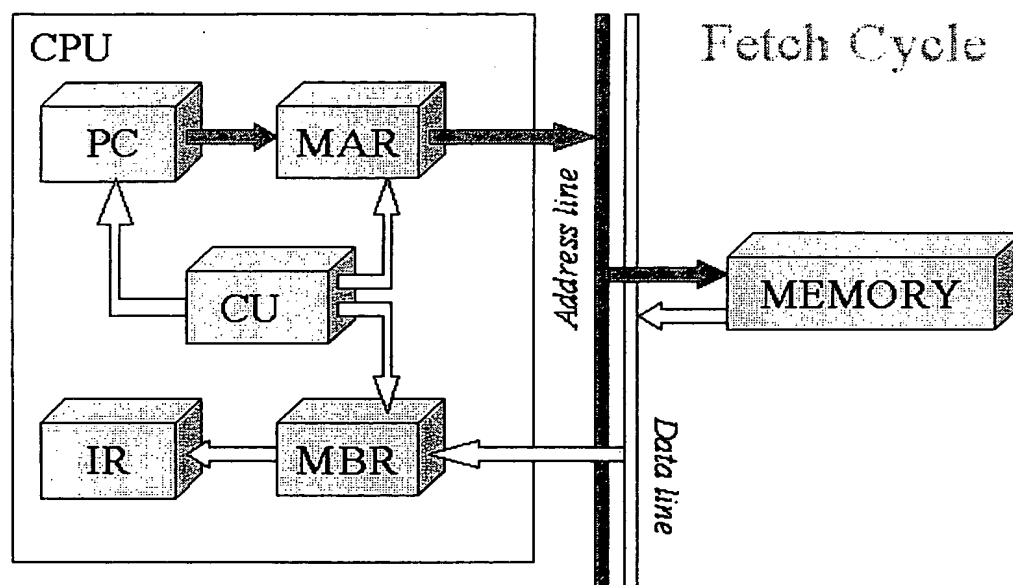 Fetch Cycle
CPU
PC
MAR
Address line
CU
MEMORY
IR
MBR
Data line